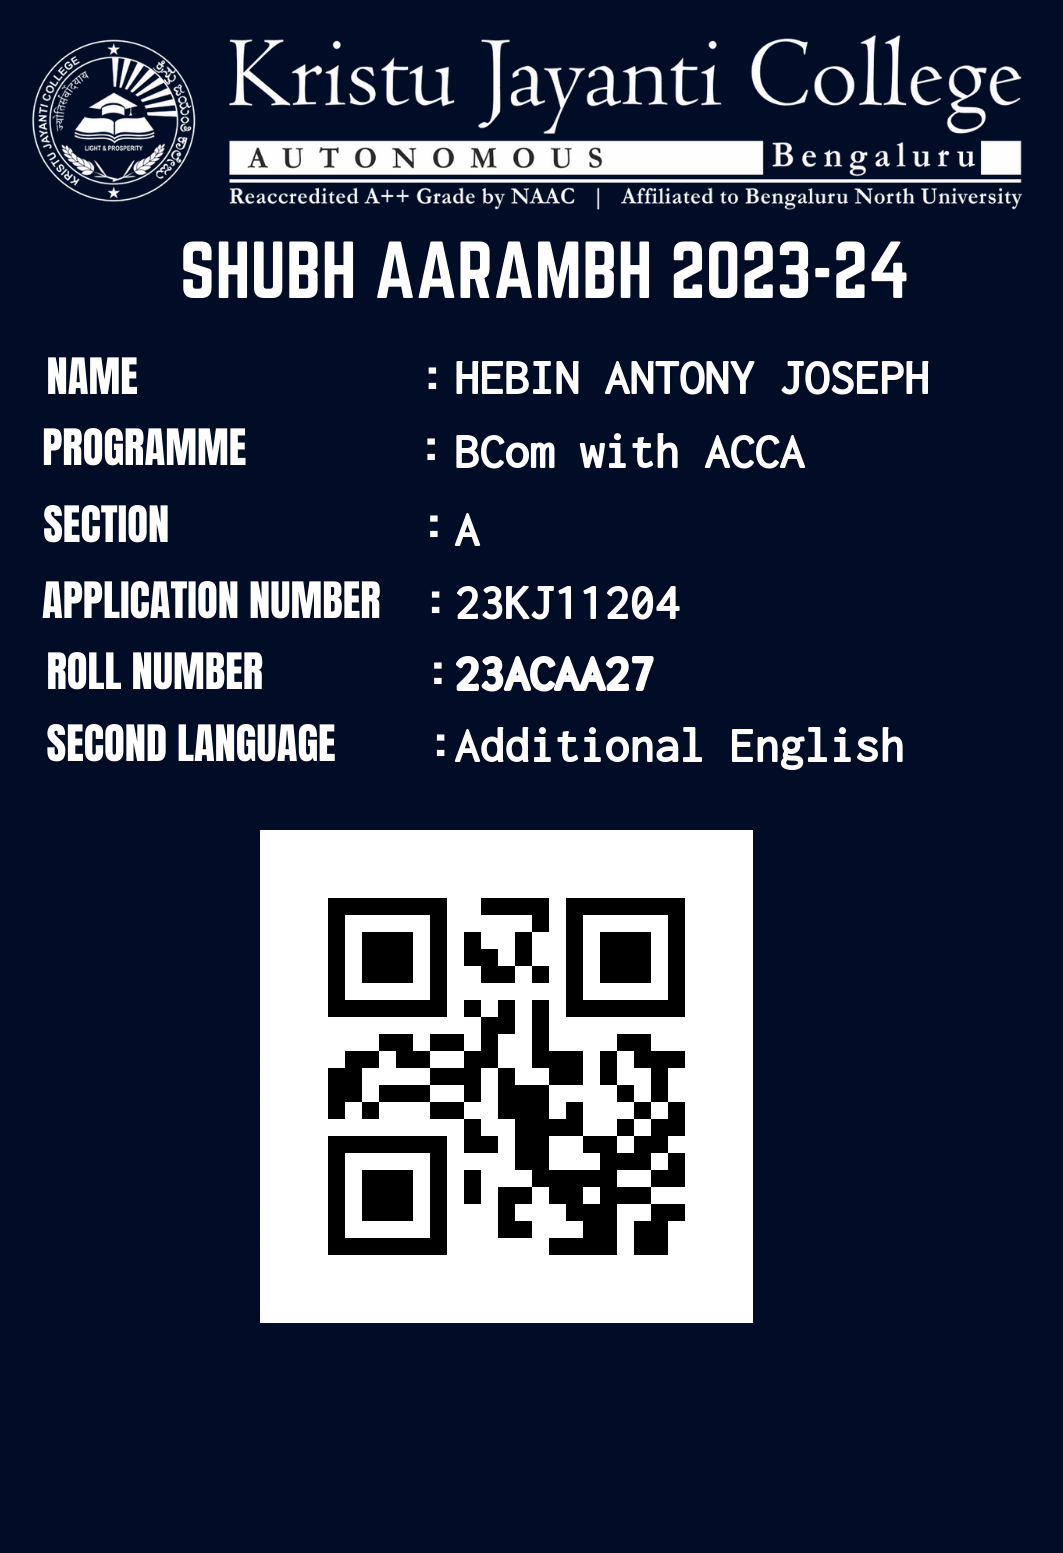 Kristu Jayanti College
AUTONOMOUS Bengaluru
Reaccredited A++ Grade by NAAC | Affiliated to Bengaluru North University
KRISTU JAYANTI COLLEGE
LIGHT & PROSPERITY
SHUBH AARAMBH 2023-24
NAME : HEBIN ANTONY JOSEPH
PROGRAMME : BCom with ACCA
SECTION : A
APPLICATION NUMBER : 23KJ11204
ROLL NUMBER : 23ACAA27
SECOND LANGUAGE : Additional English